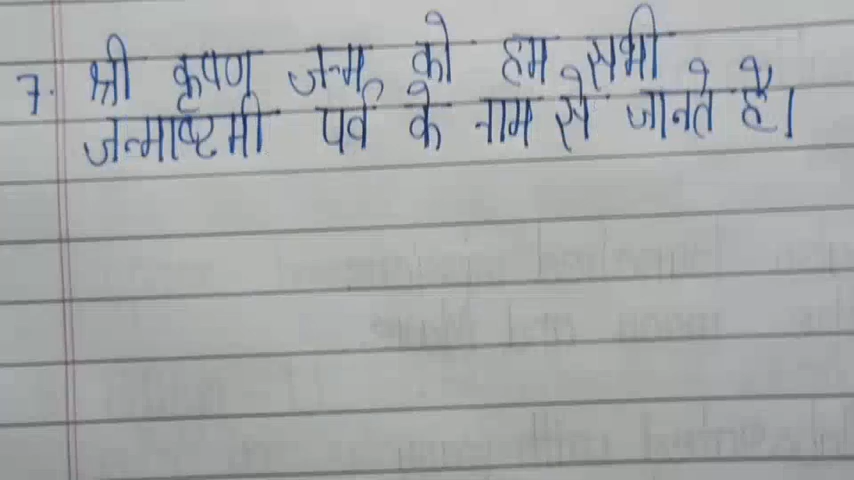 7. श्री कृष्ण जन्म को हम सभी
जन्माष्टमी पर्व के नाम से जानते है।